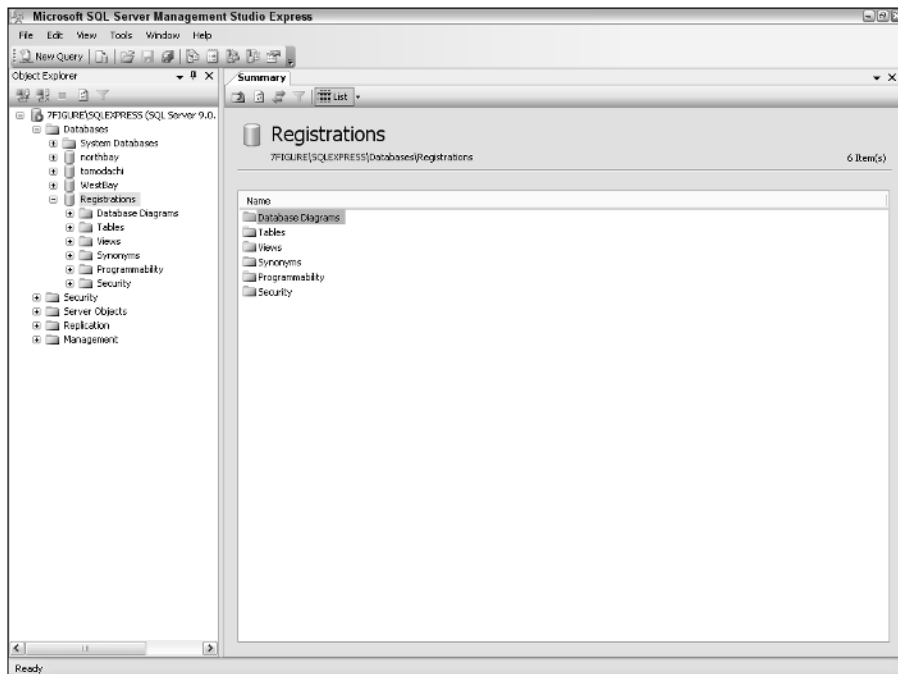 Microsoft SQL Server Management Studio Express
File Edit View Tools Window Help
New Query
Object Explorer
7FIGURE\SQLEXPRESS (SQL Server 9.0.
Databases
System Databases
northbay
tomodachi
WestBay
Registrations
Database Diagrams
Tables
Views
Synonyms
Programmability
Security
Security
Server Objects
Replication
Management
Summary
List
Registrations
7FIGURE\SQLEXPRESS\Databases\Registrations
6 Item(s)
Name
Database Diagrams
Tables
Views
Synonyms
Programmability
Security
Ready